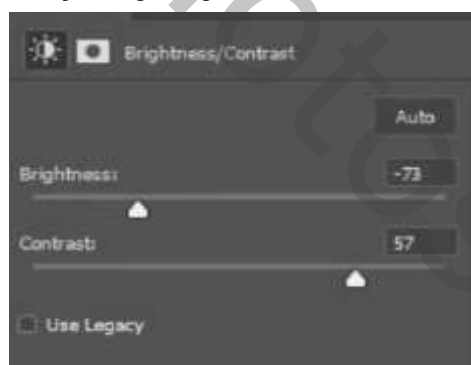 Brightness/Contrast
Auto
Brightness: -73
Contrast: 57
Use Legacy